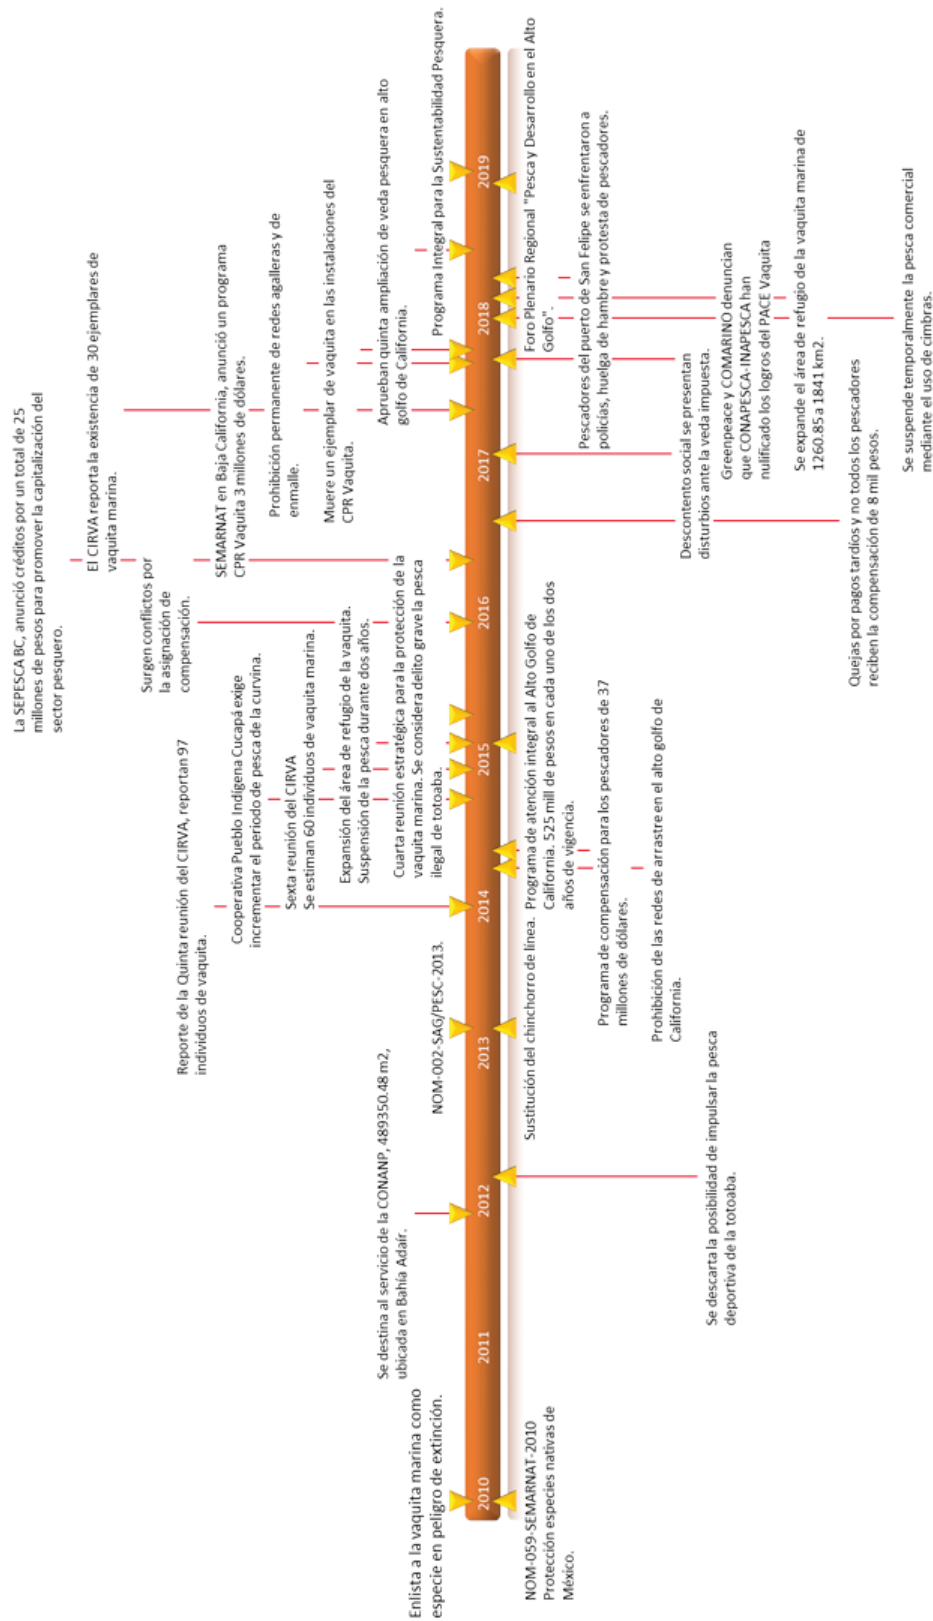 La SEPESCA BC, anunció créditos por un total de 25
millones de pesos para promover la capitalización del
sector pesquero.
El CIRVA reporta la existencia de 30 ejemplares de
vaquita marina.
Surgen conflictos por
la asignación de
compensación.
SEMARNAT en Baja California, anunció un programa
CPR Vaquita 3 millones de dólares.
Prohibición permanente de redes agalleras y de
enmalle.
Muere un ejemplar de vaquita en las instalaciones del
CPR Vaquita.
Aprueban quinta ampliación de veda pesquera en alto
golfo de California.
Programa Integral para la Sustentabilidad Pesquera.
Reporte de la Quinta reunión del CIRVA, reportan 97
individuos de vaquita.
Cooperativa Pueblo Indígena Cucapá exige
incrementar el periodo de pesca de la curvina.
Sexta reunión del CIRVA
Se estiman 60 individuos de vaquita marina.
Expansión del área de refugio de la vaquita.
Suspensión de la pesca durante dos años.
Cuarta reunión estratégica para la protección de la
vaquita marina. Se considera delito grave la pesca
ilegal de totoaba.
NOM-002-SAG/PESC-2013.
Se destina al servicio de la CONANP, 489350.48 m2,
ubicada en Bahía Adaír.
Enlista a la vaquita marina como
especie en peligro de extinción.
2010
2011
2012
2013
2014
2015
2016
2017
2018
2019
NOM-059-SEMARNAT-2010
Protección especies nativas de
México.
Se descarta la posibilidad de impulsar la pesca
deportiva de la totoaba.
Sustitución del chinchorro de línea.
Programa de atención integral al Alto Golfo de
California. 525 mill de pesos en cada uno de los dos
años de vigencia.
Programa de compensación para los pescadores de 37
millones de dólares.
Prohibición de las redes de arrastre en el alto golfo de
California.
Foro Plenario Regional "Pesca y Desarrollo en el Alto
Golfo".
Pescadores del puerto de San Felipe se enfrentaron a
policías, huelga de hambre y protesta de pescadores.
Descontento social se presentan
disturbios ante la veda impuesta.
Greenpeace y COMARINO denuncian
que CONAPESCA-INAPESCA han
nulificado los logros del PACE Vaquita
Se expande el área de refugio de la vaquita marina de
1260.85 a 1841 km2.
Quejas por pagos tardíos y no todos los pescadores
reciben la compensación de 8 mil pesos.
Se suspende temporalmente la pesca comercial
mediante el uso de cimbras.